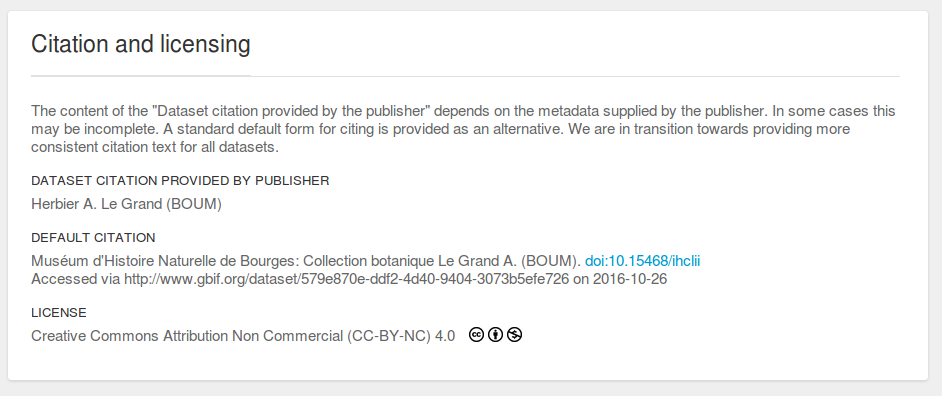 Citation and licensing
The content of the "Dataset citation provided by the publisher" depends on the metadata supplied by the publisher. In some cases this
may be incomplete. A standard default form for citing is provided as an alternative. We are in transition towards providing more
consistent citation text for all datasets.
DATASET CITATION PROVIDED BY PUBLISHER
Herbier A. Le Grand (BOUM)
DEFAULT CITATION
Muséum d'Histoire Naturelle de Bourges: Collection botanique Le Grand A. (BOUM). doi:10.15468/ihclii
Accessed via http://www.gbif.org/dataset/579e870e-ddf2-4d40-9404-3073b5efe726 on 2016-10-26
LICENSE
Creative Commons Attribution Non Commercial (CC-BY-NC) 4.0